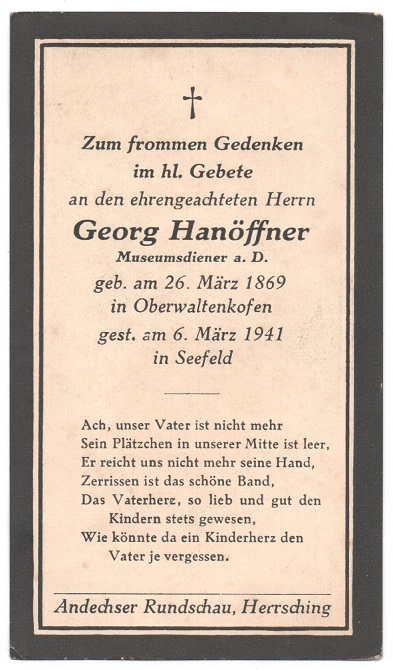 Zum frommen Gedenken
im hl. Gebete
an den ehrengeachteten Herrn
Georg Hanöffner
Museumsdiener a. D.
geb. am 26. März 1869
in Oberwaltenkofen
gest. am 6. März 1941
in Seefeld
Ach, unser Vater ist nicht mehr
Sein Plätzchen in unserer Mitte ist leer,
Er reicht uns nicht mehr seine Hand,
Zerrissen ist das schöne Band,
Das Vaterherz, so lieb und gut den
Kindern stets gewesen,
Wie könnte da ein Kinderherz den
Vater je vergessen.
Andechser Rundschau, Herrsching